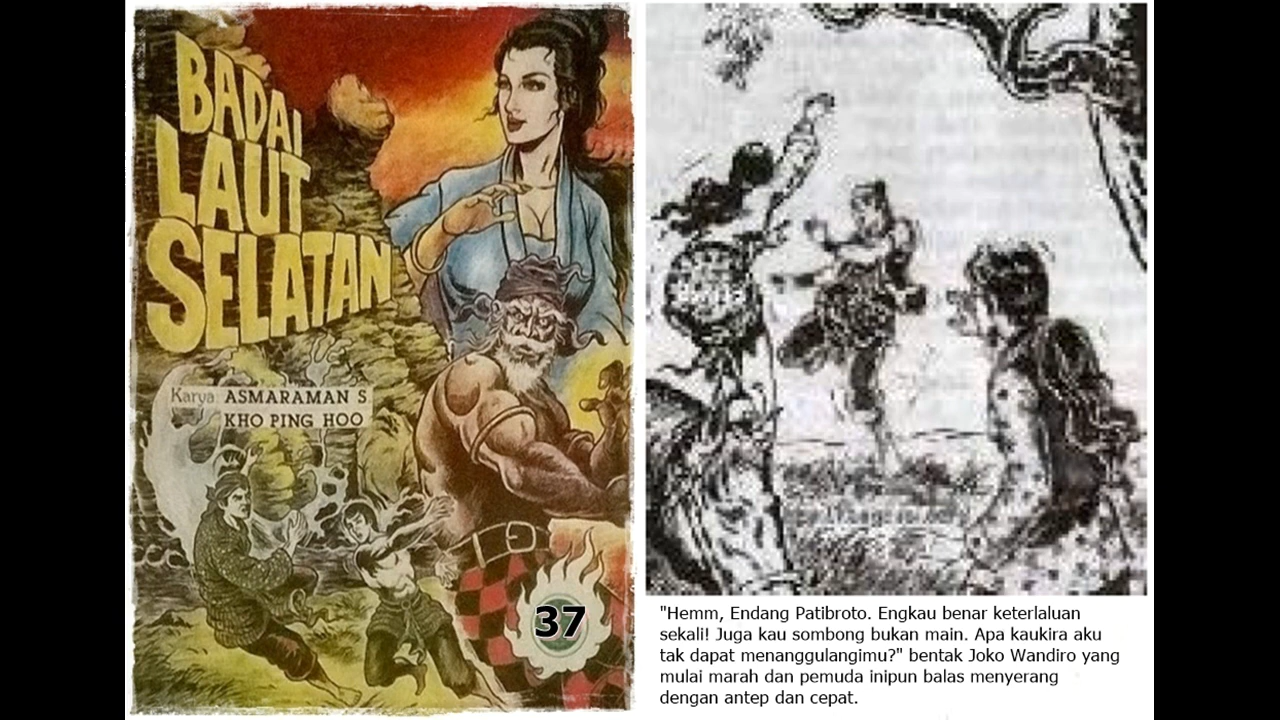 BADAI
LAUT
SELATAN
Karya: ASMARAMAN S
KHO PING HOO
37
"Hemm, Endang Patibroto. Engkau benar keterlaluan
sekali! Juga kau sombong bukan main. Apa kaukira aku
tak dapat menanggulangimu?" bentak Joko Wandiro yang
mulai marah dan pemuda inipun balas menyerang
dengan antep dan cepat.